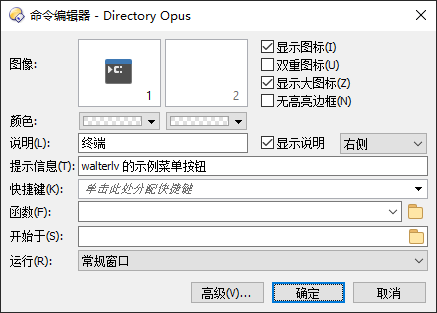 命令编辑器 - Directory Opus
图像:
C:
1
2
显示图标(I)
双重图标(U)
显示大图标(Z)
无高亮边框(N)
颜色:
说明(L): 终端 显示说明 右侧
提示信息(T): walterlv 的示例菜单按钮
快捷键(K): 单击此处分配快捷键
函数(F):
开始于(S):
运行(R): 常规窗口
高级(V)... 确定 取消